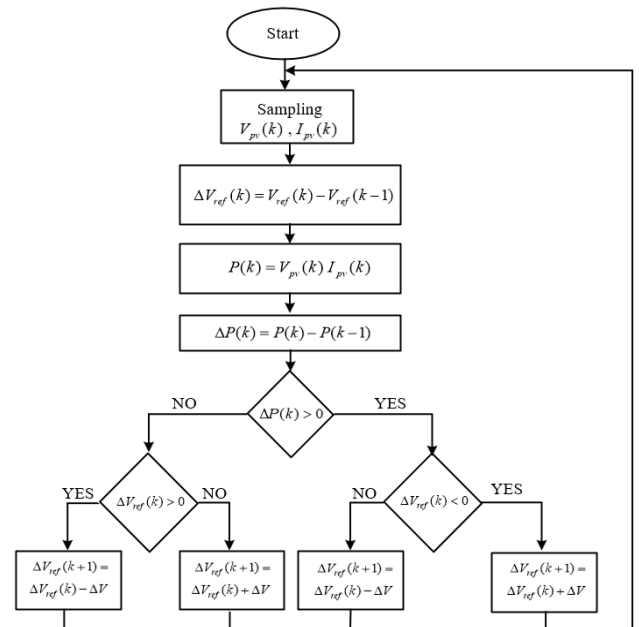 Start
Sampling
V_pv(k) , I_pv(k)
ΔV_ref(k) = V_ref(k) − V_ref(k−1)
P(k) = V_pv(k) I_pv(k)
ΔP(k) = P(k) − P(k−1)
NO
ΔP(k) > 0
YES
YES
ΔV_ref(k) > 0
NO
NO
ΔV_ref(k) < 0
YES
ΔV_ref(k+1) =
ΔV_ref(k) − ΔV
ΔV_ref(k+1) =
ΔV_ref(k) + ΔV
ΔV_ref(k+1) =
ΔV_ref(k) − ΔV
ΔV_ref(k+1) =
ΔV_ref(k) + ΔV